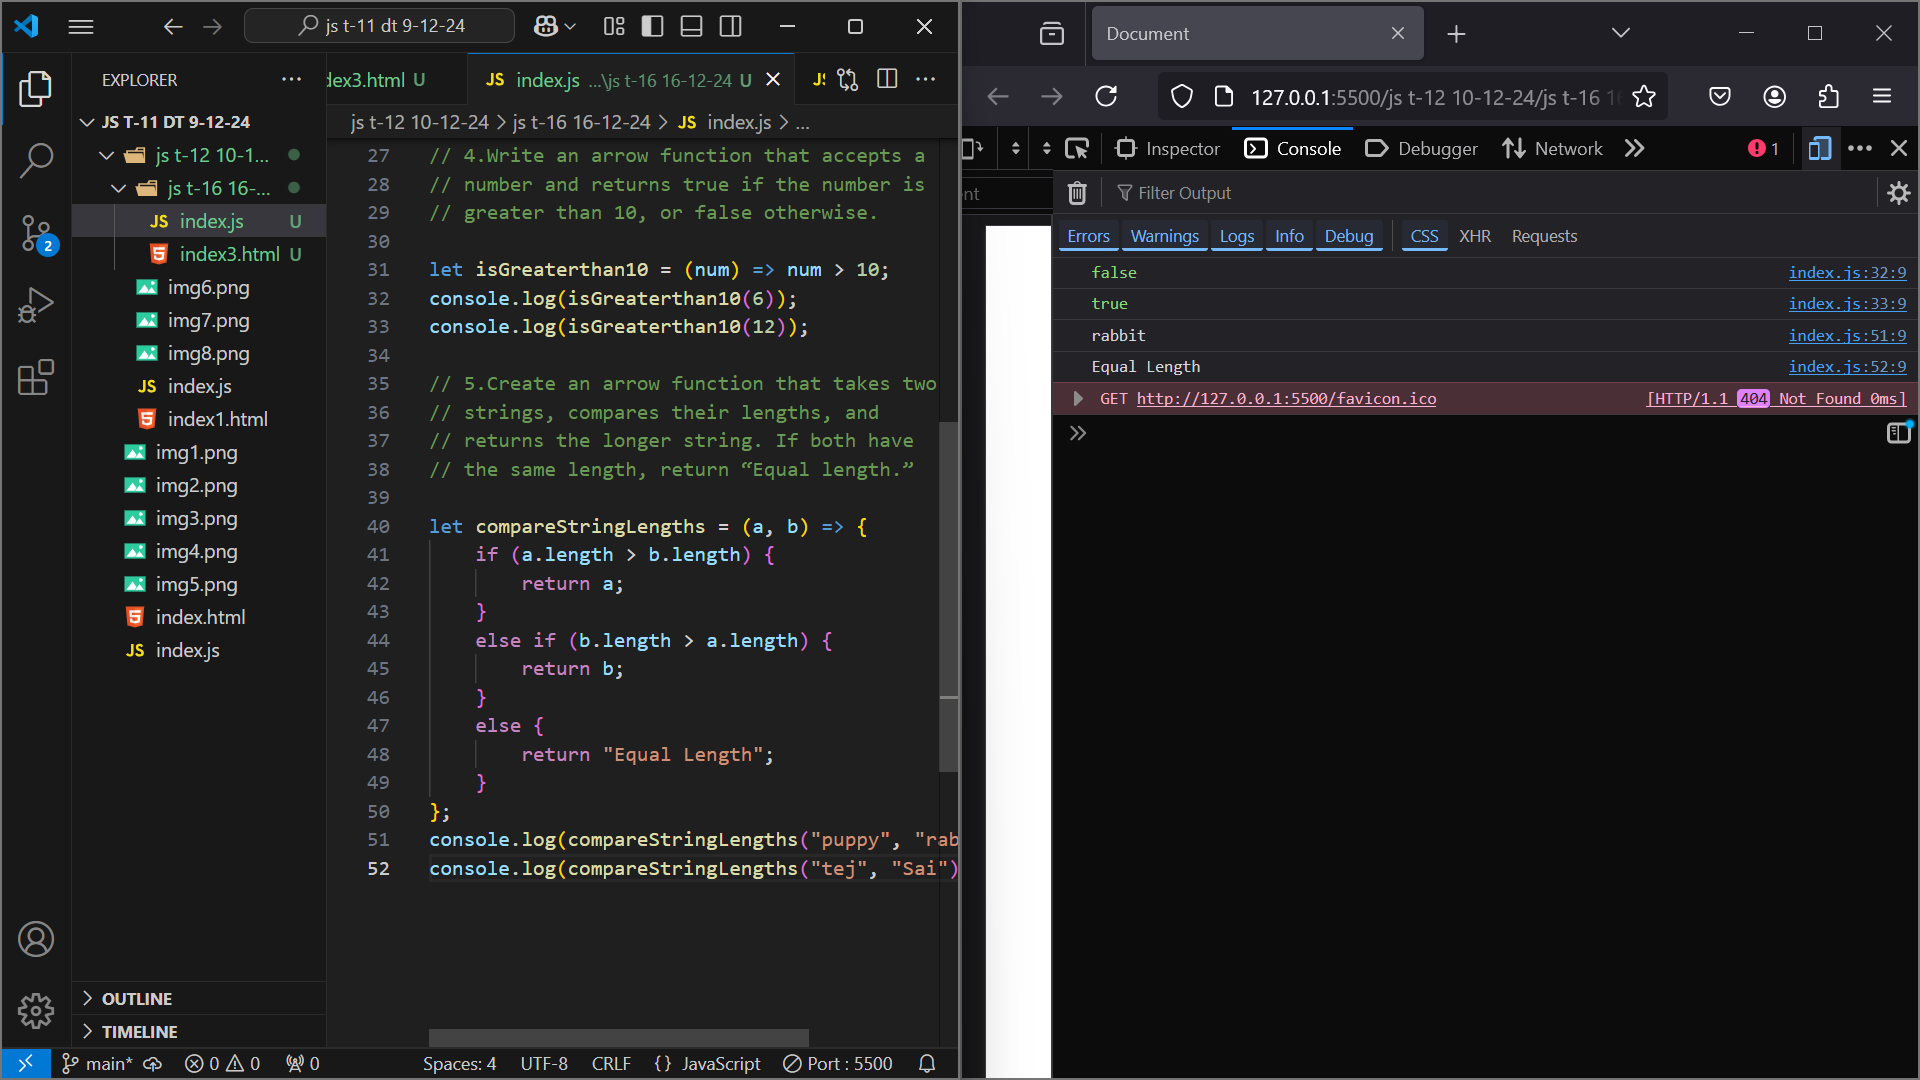 js t-11 dt 9-12-24
EXPLORER
JS T-11 DT 9-12-24
js t-12 10-1...
js t-16 16-...
JS index.js U
index3.html U
img6.png
img7.png
img8.png
JS index.js
index1.html
img1.png
img2.png
img3.png
img4.png
img5.png
index.html
JS index.js
OUTLINE
TIMELINE
dex3.html U
JS index.js ...\js t-16 16-12-24 U
js t-12 10-12-24 > js t-16 16-12-24 > JS index.js > ...
27 // 4.Write an arrow function that accepts a
28 // number and returns true if the number is
29 // greater than 10, or false otherwise.
30
31 let isGreaterthan10 = (num) => num > 10;
32 console.log(isGreaterthan10(6));
33 console.log(isGreaterthan10(12));
34
35 // 5.Create an arrow function that takes two
36 // strings, compares their lengths, and
37 // returns the longer string. If both have
38 // the same length, return “Equal length.”
39
40 let compareStringLengths = (a, b) => {
41 if (a.length > b.length) {
42 return a;
43 }
44 else if (b.length > a.length) {
45 return b;
46 }
47 else {
48 return "Equal Length";
49 }
50 };
51 console.log(compareStringLengths("puppy", "rab
52 console.log(compareStringLengths("tej", "Sai")
2
main* 0 0 0 Spaces: 4 UTF-8 CRLF {} JavaScript Port : 5500
Document
127.0.0.1:5500/js t-12 10-12-24/js t-16 16
Inspector Console Debugger Network 1
nt
Filter Output
Errors Warnings Logs Info Debug CSS XHR Requests
false index.js:32:9
true index.js:33:9
rabbit index.js:51:9
Equal Length index.js:52:9
GET http://127.0.0.1:5500/favicon.ico [HTTP/1.1 404 Not Found 0ms]